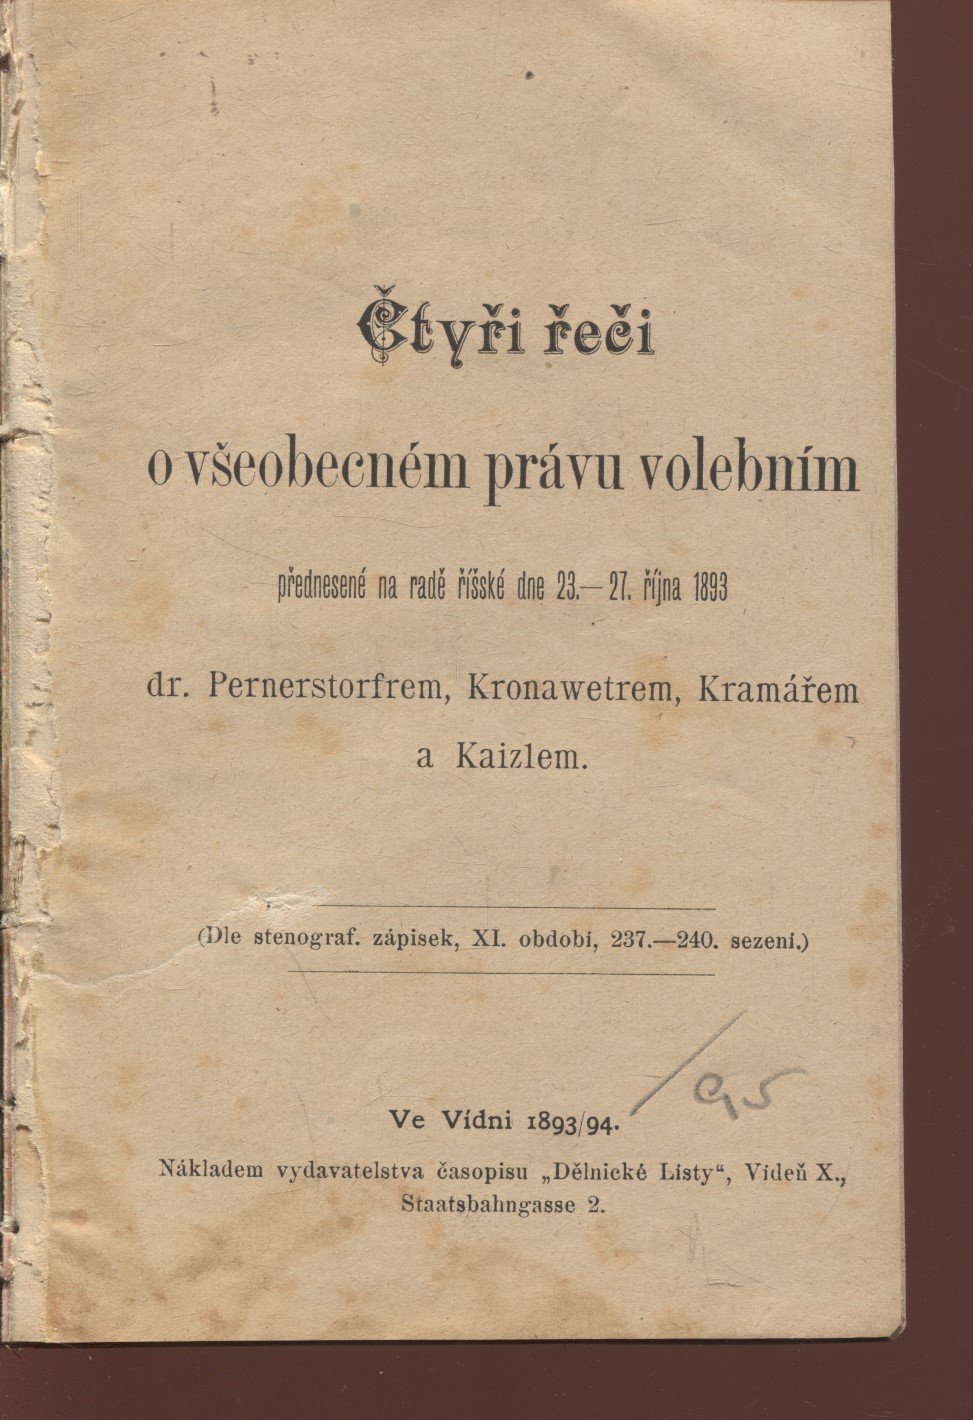 Čtyři řeči
o všeobecném právu volebním
přednesené na radě říšské dne 23.— 27. října 1893
dr. Pernerstorfrem, Kronawetrem, Kramářem
a Kaizlem.
(Dle stenograf. zápisek, XI. období, 237.—240. sezení.)
Ve Vídni 1893/94.
Nákladem vydavatelstva časopisu „Dělnické Listy“, Vídeň X.,
Staatsbahngasse 2.